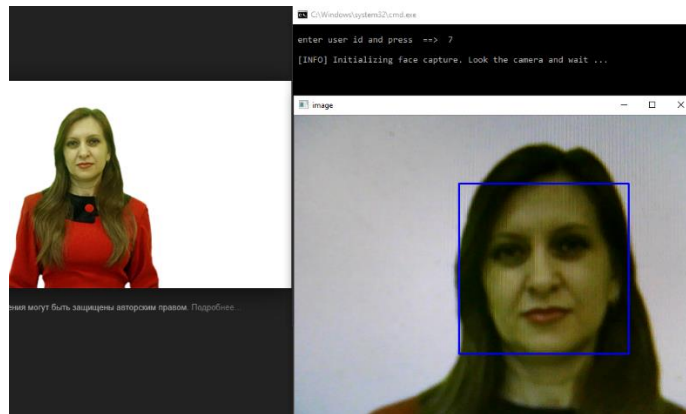 C:\Windows\system32\cmd.exe
enter user id and press ==> 7
[INFO] Initializing face capture. Look the camera and wait ...
image
ения могут быть защищены авторским правом. Подробнее...